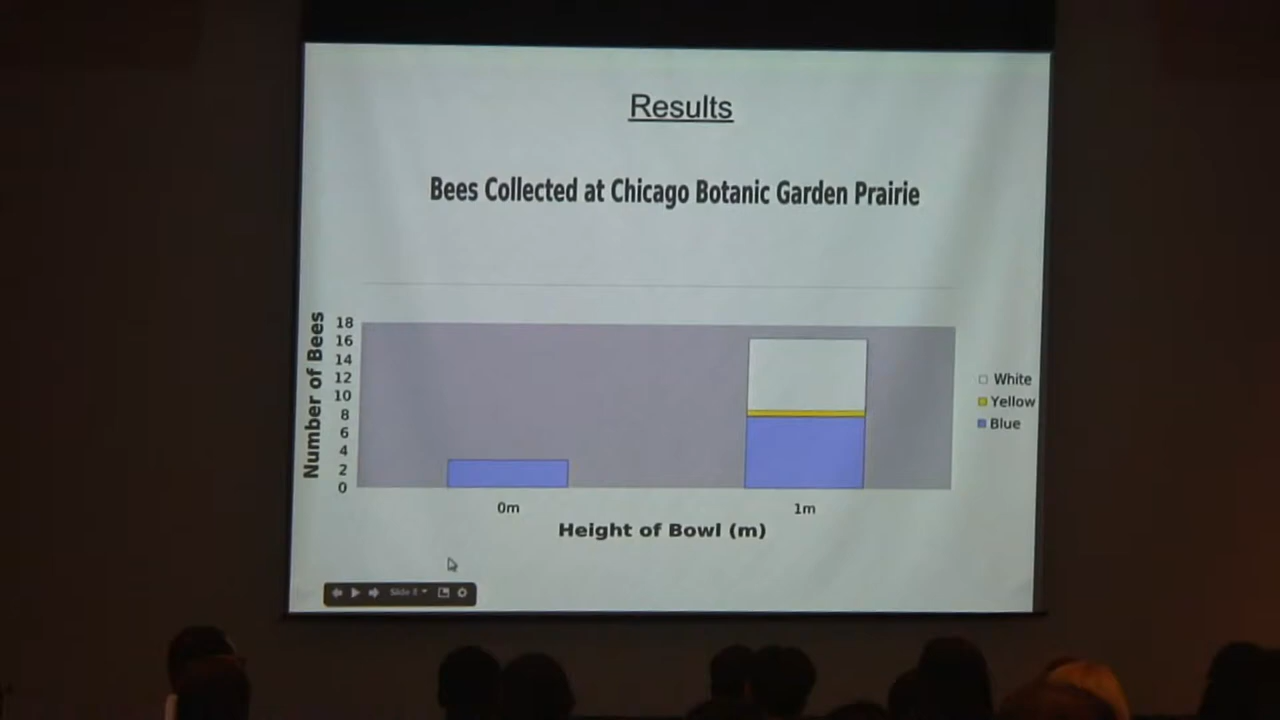 Results
Bees Collected at Chicago Botanic Garden Prairie
Number of Bees
18
16
14
12
10
8
6
4
2
0
0m
1m
Height of Bowl (m)
White
Yellow
Blue
Slide